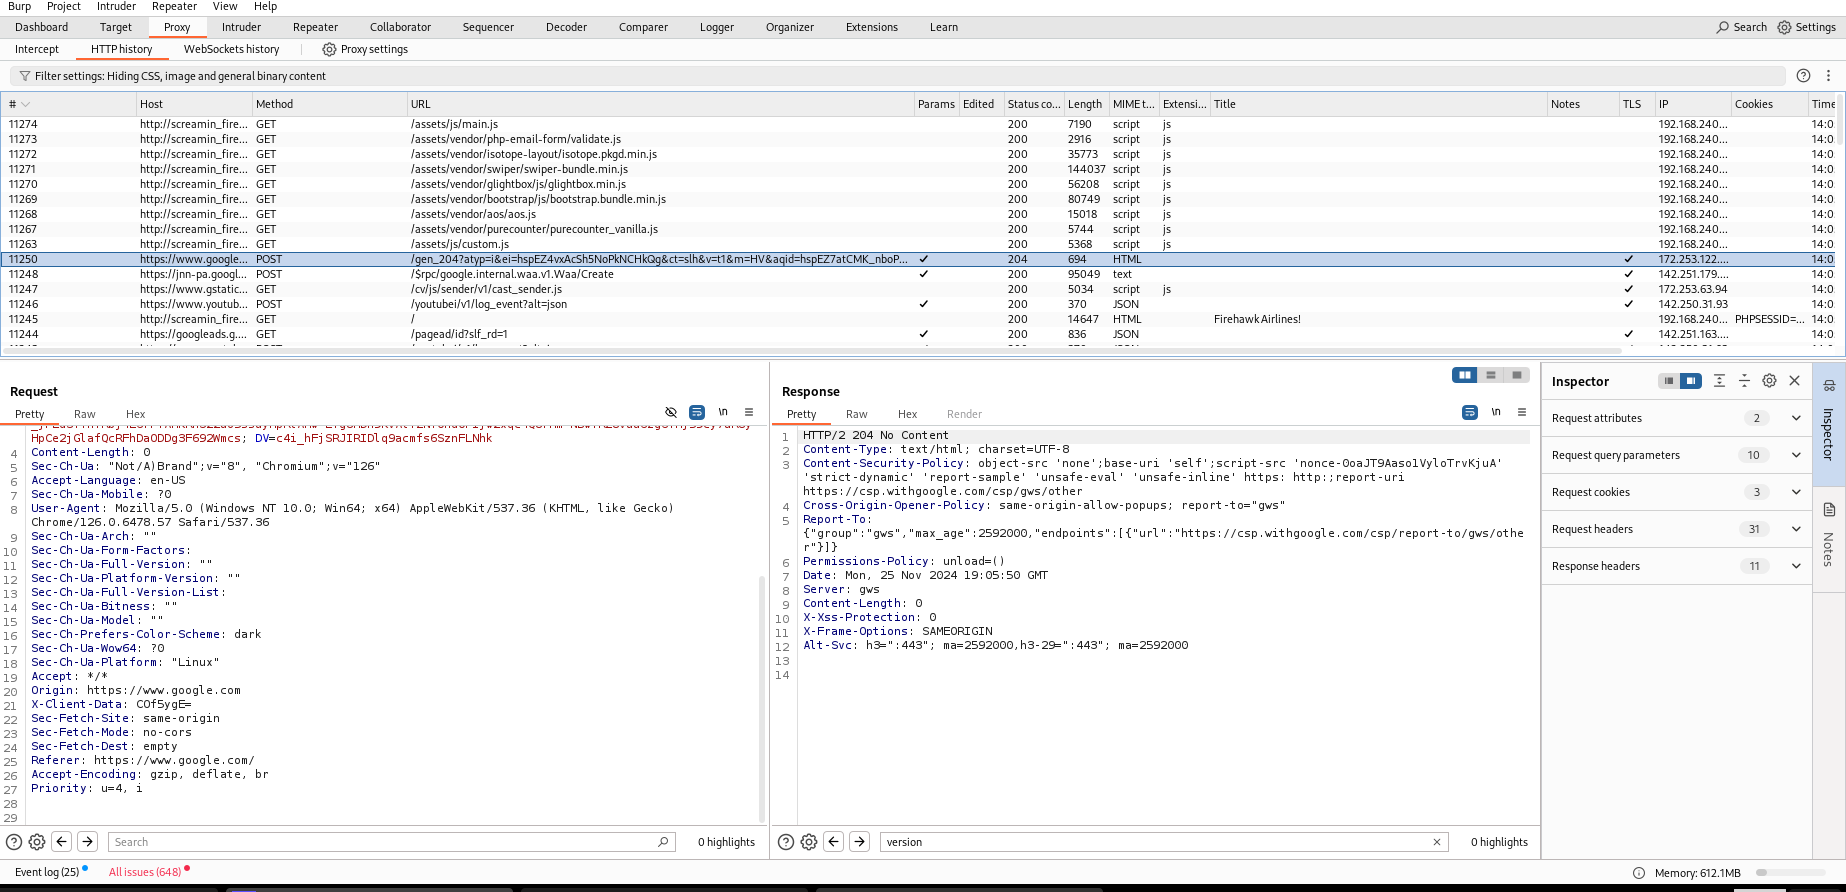 Burp Project Intruder Repeater View Help
Dashboard Target Proxy Intruder Repeater Collaborator Sequencer Decoder Comparer Logger Organizer Extensions Learn Search Settings
Intercept HTTP history WebSockets history Proxy settings
Filter settings: Hiding CSS, image and general binary content
# Host Method URL Params Edited Status co... Length MIME t... Extensi... Title Notes TLS IP Cookies Time
11274 http://screamin_fire... GET /assets/js/main.js 200 7190 script js 192.168.240... 14:0
11273 http://screamin_fire... GET /assets/vendor/php-email-form/validate.js 200 2916 script js 192.168.240... 14:0
11272 http://screamin_fire... GET /assets/vendor/isotope-layout/isotope.pkgd.min.js 200 35773 script js 192.168.240... 14:0
11271 http://screamin_fire... GET /assets/vendor/swiper/swiper-bundle.min.js 200 144037 script js 192.168.240... 14:0
11270 http://screamin_fire... GET /assets/vendor/glightbox/js/glightbox.min.js 200 56208 script js 192.168.240... 14:0
11269 http://screamin_fire... GET /assets/vendor/bootstrap/js/bootstrap.bundle.min.js 200 80749 script js 192.168.240... 14:0
11268 http://screamin_fire... GET /assets/vendor/aos/aos.js 200 15018 script js 192.168.240... 14:0
11267 http://screamin_fire... GET /assets/vendor/purecounter/purecounter_vanilla.js 200 5744 script js 192.168.240... 14:0
11263 http://screamin_fire... GET /assets/js/custom.js 200 5368 script js 192.168.240... 14:0
11250 https://www.google... POST /gen_204?atyp=i&ei=hspEZ4vxAcSh5NoPkNCHkQg&ct=slh&v=t1&m=HV&aqid=hspEZ7atCMK_nboP... ✓ 204 694 HTML ✓ 172.253.122.... 14:0
11248 https://jnn-pa.googl... POST /$rpc/google.internal.waa.v1.Waa/Create ✓ 200 95049 text ✓ 142.251.179.... 14:0
11247 https://www.gstatic... GET /cv/js/sender/v1/cast_sender.js 200 5034 script js ✓ 172.253.63.94 14:0
11246 https://www.youtub... POST /youtubei/v1/log_event?alt=json ✓ 200 370 JSON ✓ 142.250.31.93 14:0
11245 http://screamin_fire... GET / 200 14647 HTML Firehawk Airlines! 192.168.240... PHPSESSID=... 14:0
11244 https://googleads.g... GET /pagead/id?slf_rd=1 ✓ 200 836 JSON ✓ 142.251.163.... 14:0
Request
Pretty Raw Hex \n
HpCe2jGlafQcRFhDaODDg3F692Wmcs; DV=c4i_hFjSRJIRIDlq9acmfs6SznFLNhk
4 Content-Length: 0
5 Sec-Ch-Ua: "Not/A)Brand";v="8", "Chromium";v="126"
6 Accept-Language: en-US
7 Sec-Ch-Ua-Mobile: ?0
8 User-Agent: Mozilla/5.0 (Windows NT 10.0; Win64; x64) AppleWebKit/537.36 (KHTML, like Gecko)
Chrome/126.0.6478.57 Safari/537.36
9 Sec-Ch-Ua-Arch: ""
10 Sec-Ch-Ua-Form-Factors:
11 Sec-Ch-Ua-Full-Version: ""
12 Sec-Ch-Ua-Platform-Version: ""
13 Sec-Ch-Ua-Full-Version-List:
14 Sec-Ch-Ua-Bitness: ""
15 Sec-Ch-Ua-Model: ""
16 Sec-Ch-Prefers-Color-Scheme: dark
17 Sec-Ch-Ua-Wow64: ?0
18 Sec-Ch-Ua-Platform: "Linux"
19 Accept: */*
20 Origin: https://www.google.com
21 X-Client-Data: COf5ygE=
22 Sec-Fetch-Site: same-origin
23 Sec-Fetch-Mode: no-cors
24 Sec-Fetch-Dest: empty
25 Referer: https://www.google.com/
26 Accept-Encoding: gzip, deflate, br
27 Priority: u=4, i
28
29
Search 0 highlights
Response
Pretty Raw Hex Render \n
1 HTTP/2 204 No Content
2 Content-Type: text/html; charset=UTF-8
3 Content-Security-Policy: object-src 'none';base-uri 'self';script-src 'nonce-0oaJT9Aaso1VyloTrvKjuA'
'strict-dynamic' 'report-sample' 'unsafe-eval' 'unsafe-inline' https: http:;report-uri
https://csp.withgoogle.com/csp/gws/other
4 Cross-Origin-Opener-Policy: same-origin-allow-popups; report-to="gws"
5 Report-To:
{"group":"gws","max_age":2592000,"endpoints":[{"url":"https://csp.withgoogle.com/csp/report-to/gws/othe
r"}]}
6 Permissions-Policy: unload=()
7 Date: Mon, 25 Nov 2024 19:05:50 GMT
8 Server: gws
9 Content-Length: 0
10 X-Xss-Protection: 0
11 X-Frame-Options: SAMEORIGIN
12 Alt-Svc: h3=":443"; ma=2592000,h3-29=":443"; ma=2592000
13
14
version 0 highlights
Inspector
Request attributes 2
Request query parameters 10
Request cookies 3
Request headers 31
Response headers 11
Inspector
Notes
Event log (25) All issues (648) Memory: 612.1MB